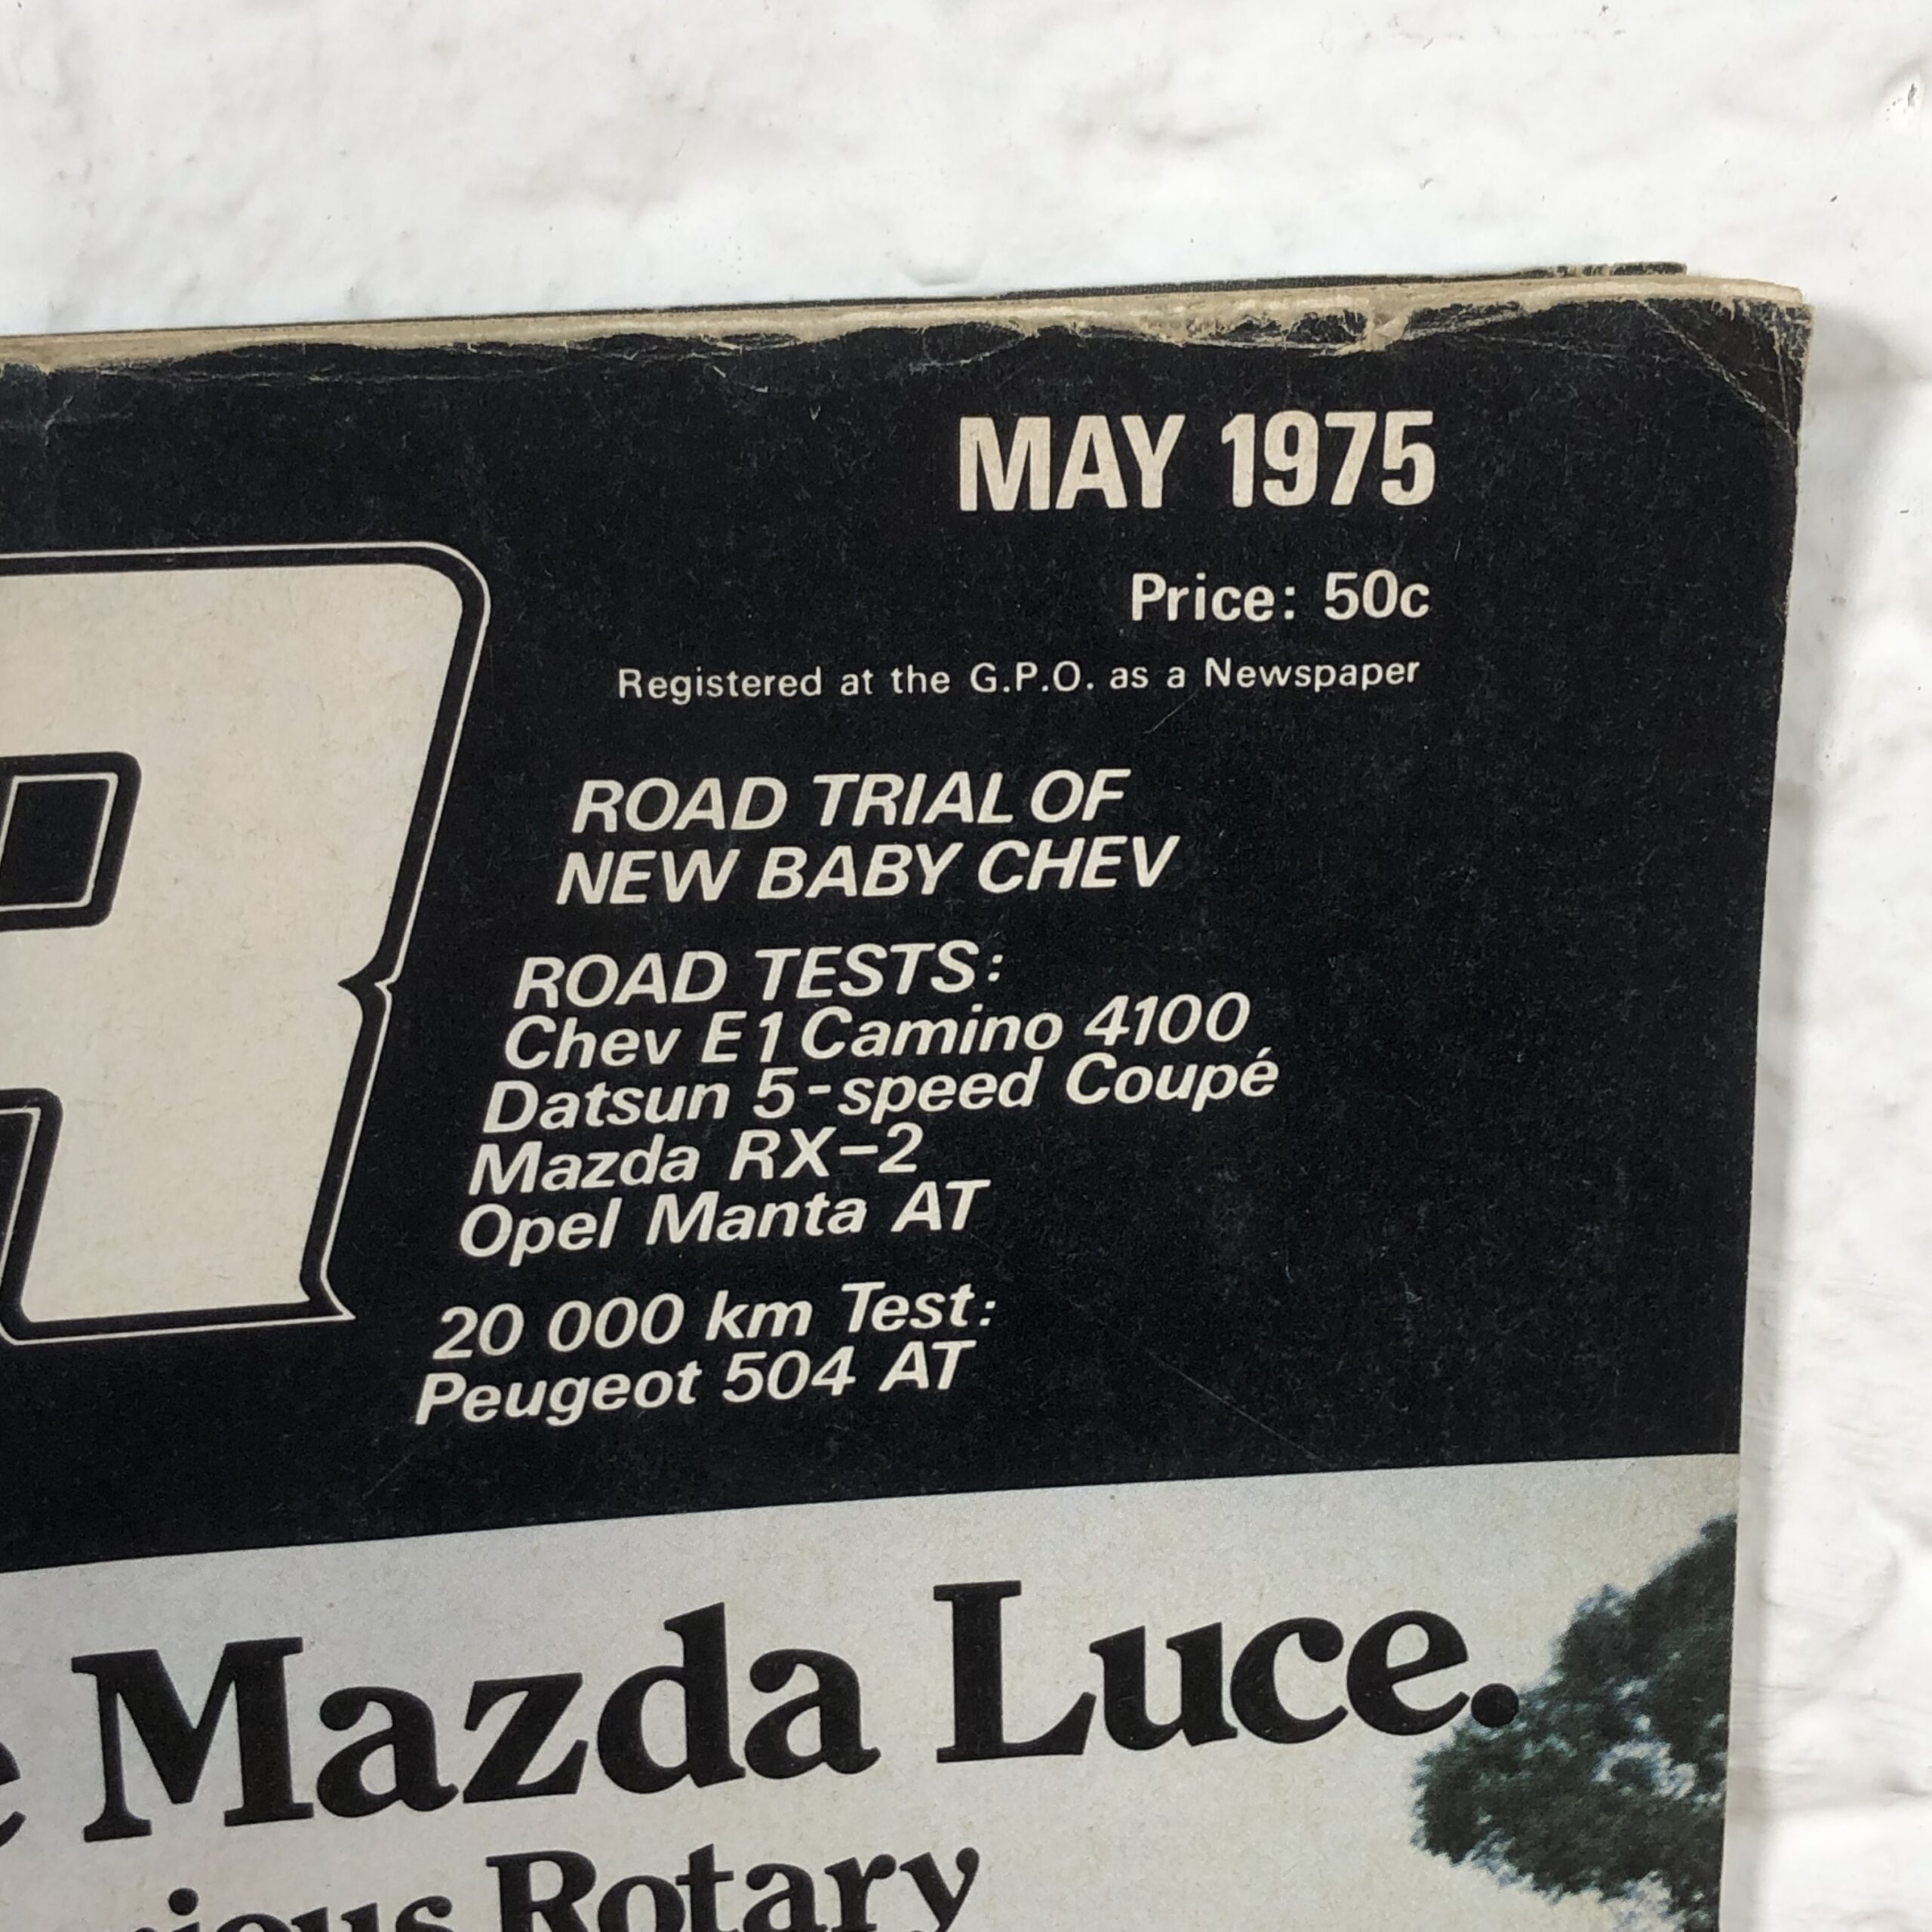 MAY 1975
Price: 50c
Registered at the G.P.O. as a Newspaper
R
ROAD TRIAL OF
NEW BABY CHEV
ROAD TESTS:
Chev E1 Camino 4100
Datsun 5-speed Coupé
Mazda RX-2
Opel Manta AT
20 000 km Test:
Peugeot 504 AT
Mazda Luce.
Rotary